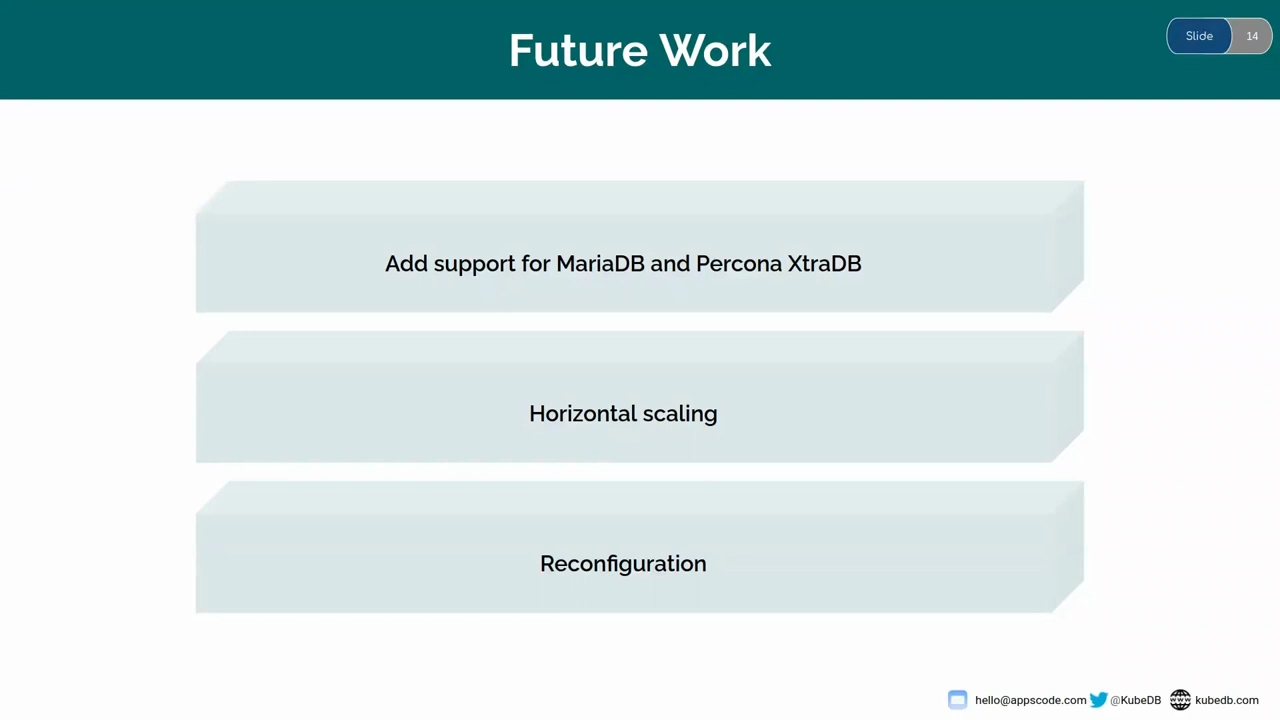 Future Work
Slide 14
Add support for MariaDB and Percona XtraDB
Horizontal scaling
Reconfiguration
hello@appscode.com @KubeDB kubedb.com